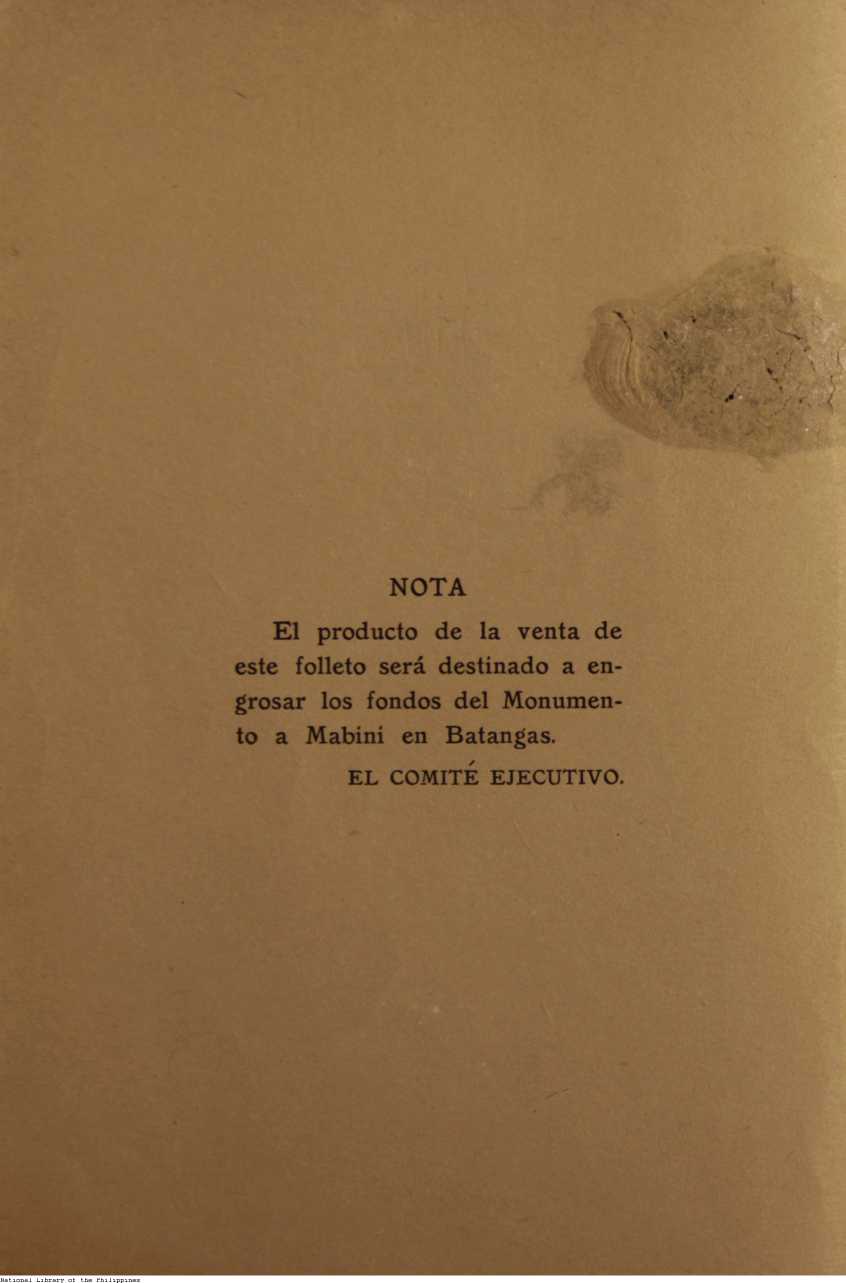 NOTA
El producto de la venta de
este folleto será destinado a en-
grosar los fondos del Monumen-
to a Mabini en Batangas.
EL COMITÉ EJECUTIVO.
National Library of the Philippines